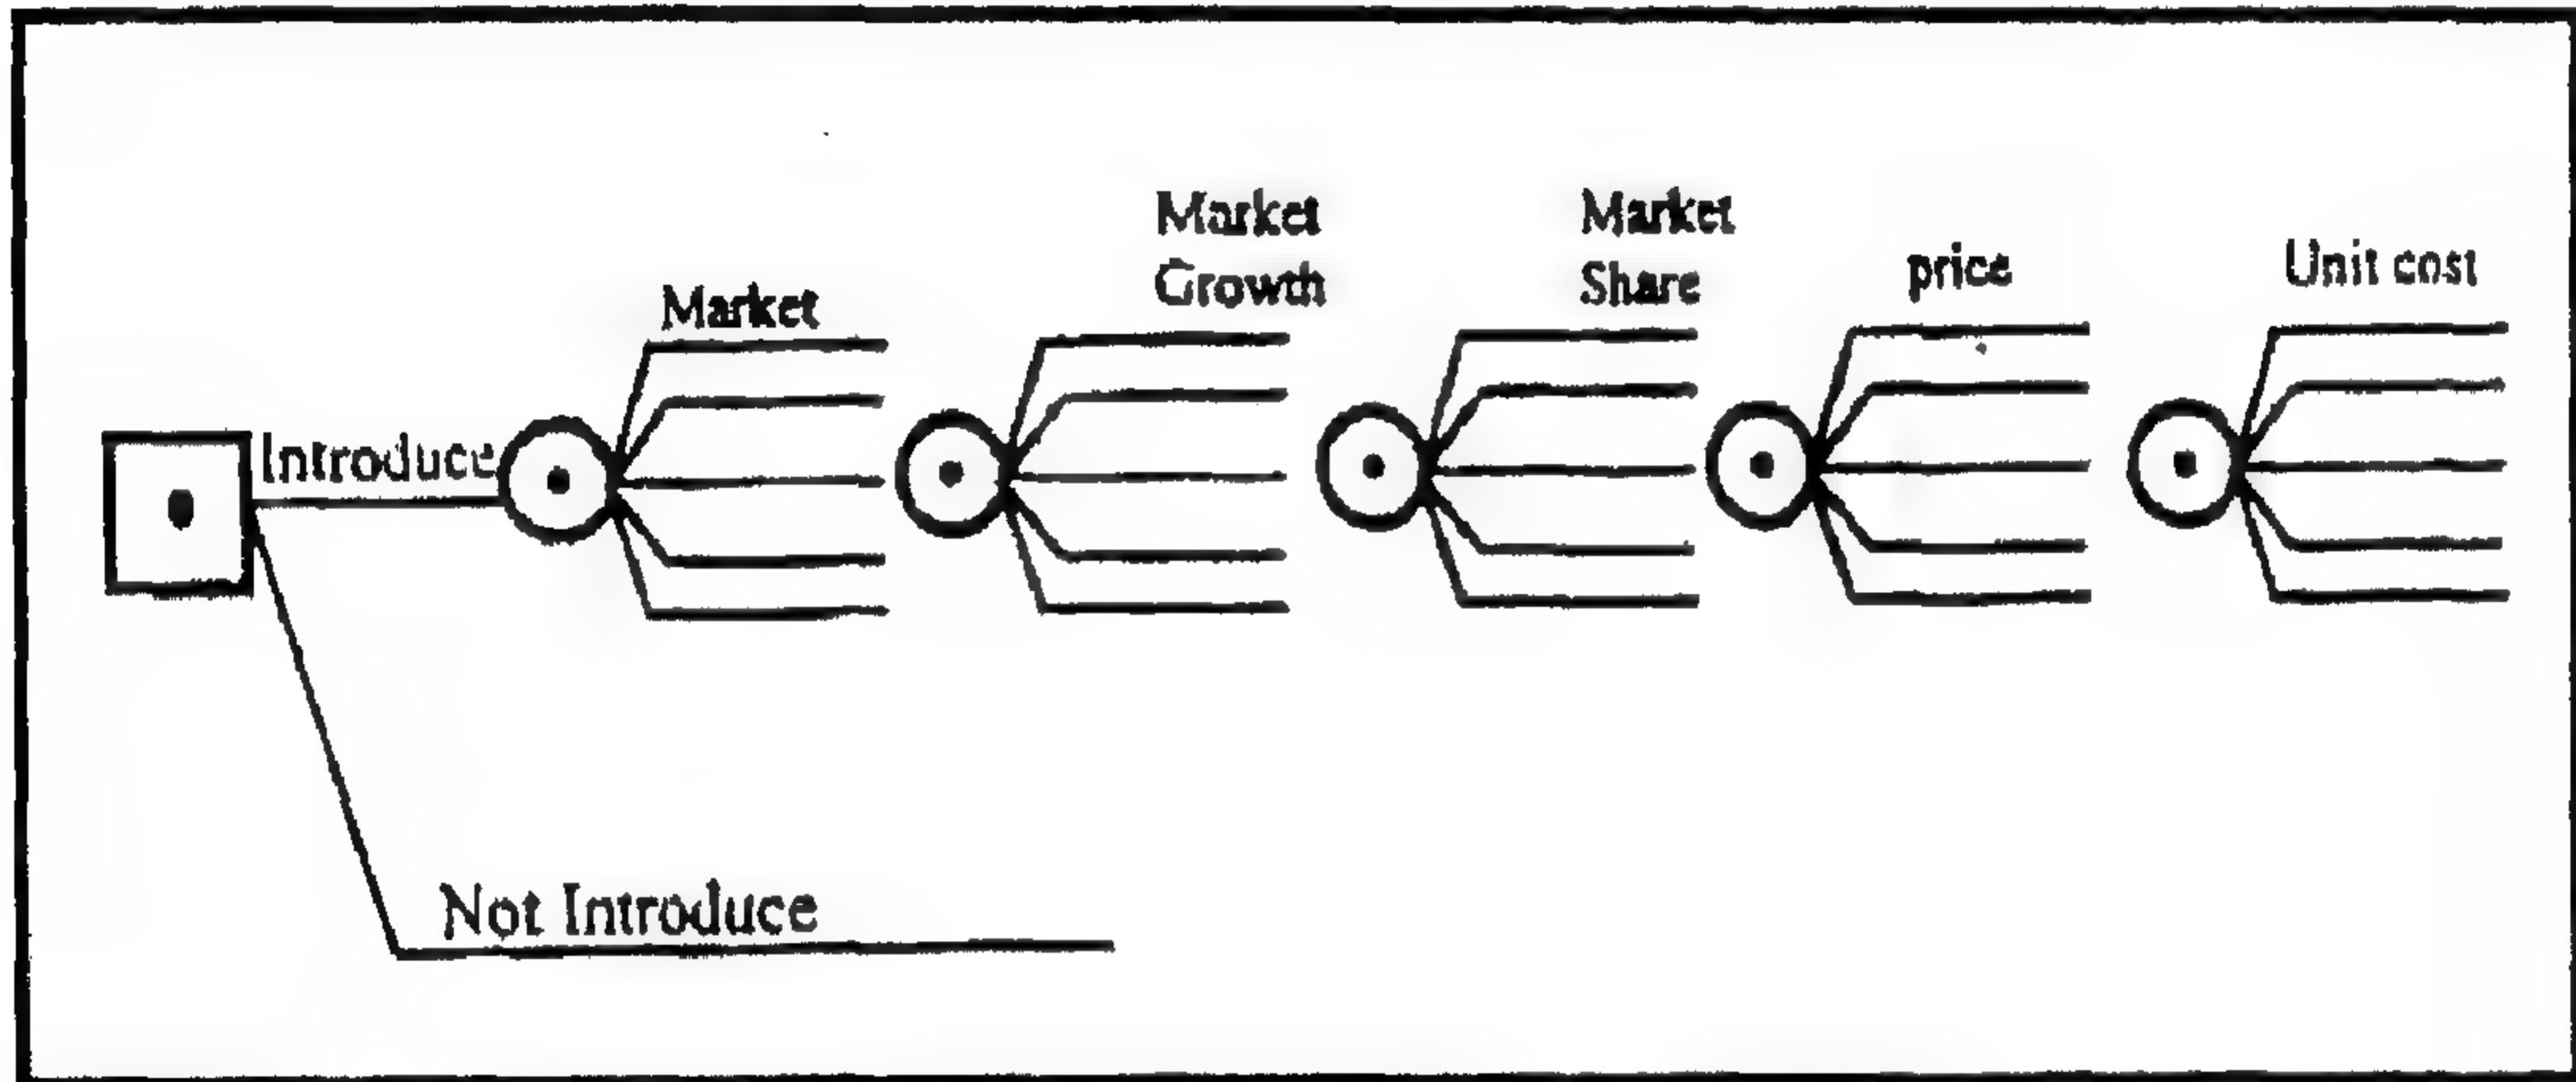 Market
Growth
Market
Share
price
Unit cost
Market
Introduce
Not Introduce